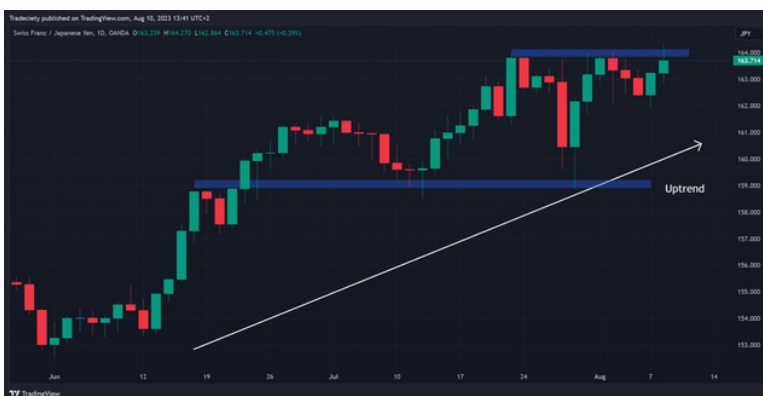 Tradeciety published on TradingView.com, Aug 10, 2023 13:41 UTC+2
Swiss Franc / Japanese Yen, 1D, OANDA O163.239 H164.270 L162.864 C163.714 +0.475 (+0.29%)
JPY
164.000
163.714
163.000
162.000
161.000
160.000
159.000
Uptrend
158.000
157.000
156.000
155.000
154.000
153.000
Jun 12 19 26 Jul 10 17 24 Aug 7 14
TradingView